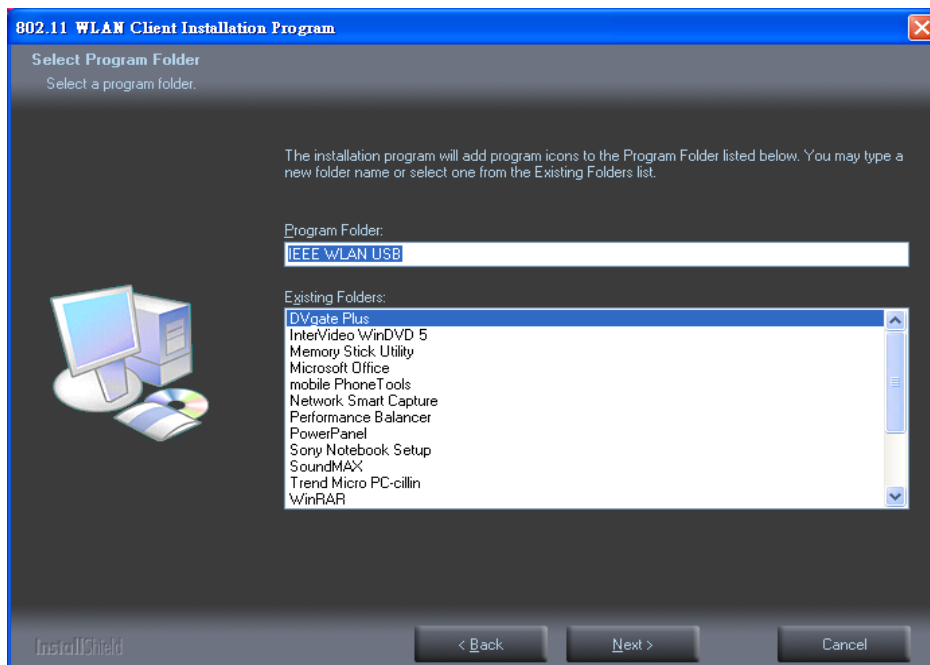 802.11 WLAN Client Installation Program
Select Program Folder
Select a program folder.
The installation program will add program icons to the Program Folder listed below. You may type a
new folder name or select one from the Existing Folders list.
Program Folder:
IEEE WLAN USB
Existing Folders:
DVgate Plus
InterVideo WinDVD 5
Memory Stick Utility
Microsoft Office
mobile PhoneTools
Network Smart Capture
Performance Balancer
PowerPanel
Sony Notebook Setup
SoundMAX
Trend Micro PC-cillin
WinRAR
InstallShield
< Back
Next >
Cancel